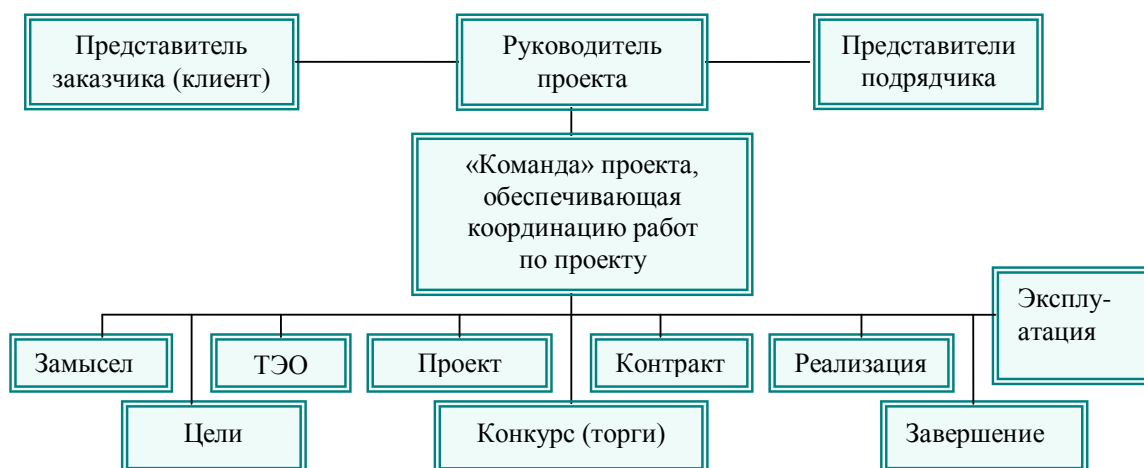 Представитель
заказчика (клиент)
Руководитель
проекта
Представители
подрядчика
«Команда» проекта,
обеспечивающая
координацию работ
по проекту
Эксплу-
атация
Замысел
ТЭО
Проект
Контракт
Реализация
Цели
Конкурс (торги)
Завершение